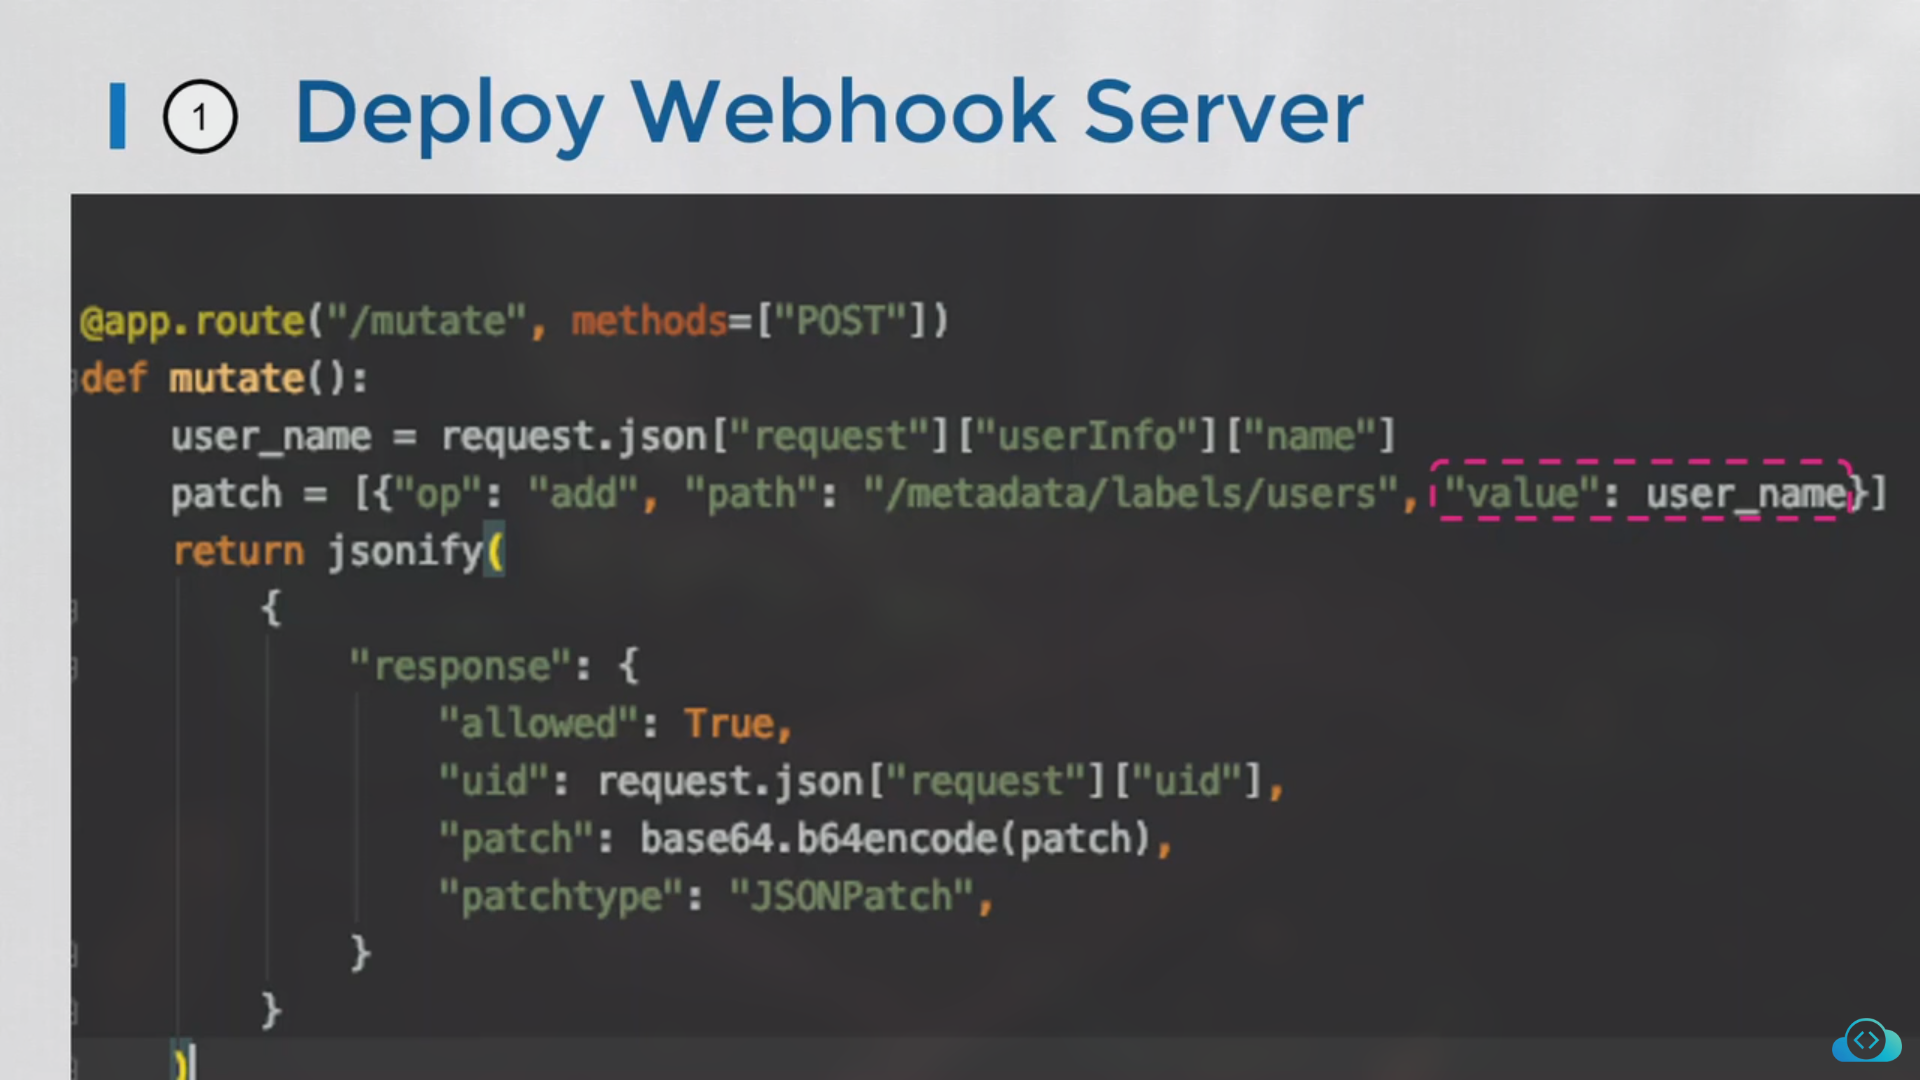 1 Deploy Webhook Server
@app.route("/mutate", methods=["POST"])
def mutate():
    user_name = request.json["request"]["userInfo"]["name"]
    patch = [{"op": "add", "path": "/metadata/labels/users", "value": user_name}]
    return jsonify(
        {
            "response": {
                "allowed": True,
                "uid": request.json["request"]["uid"],
                "patch": base64.b64encode(patch),
                "patchtype": "JSONPatch",
            }
        }
    )